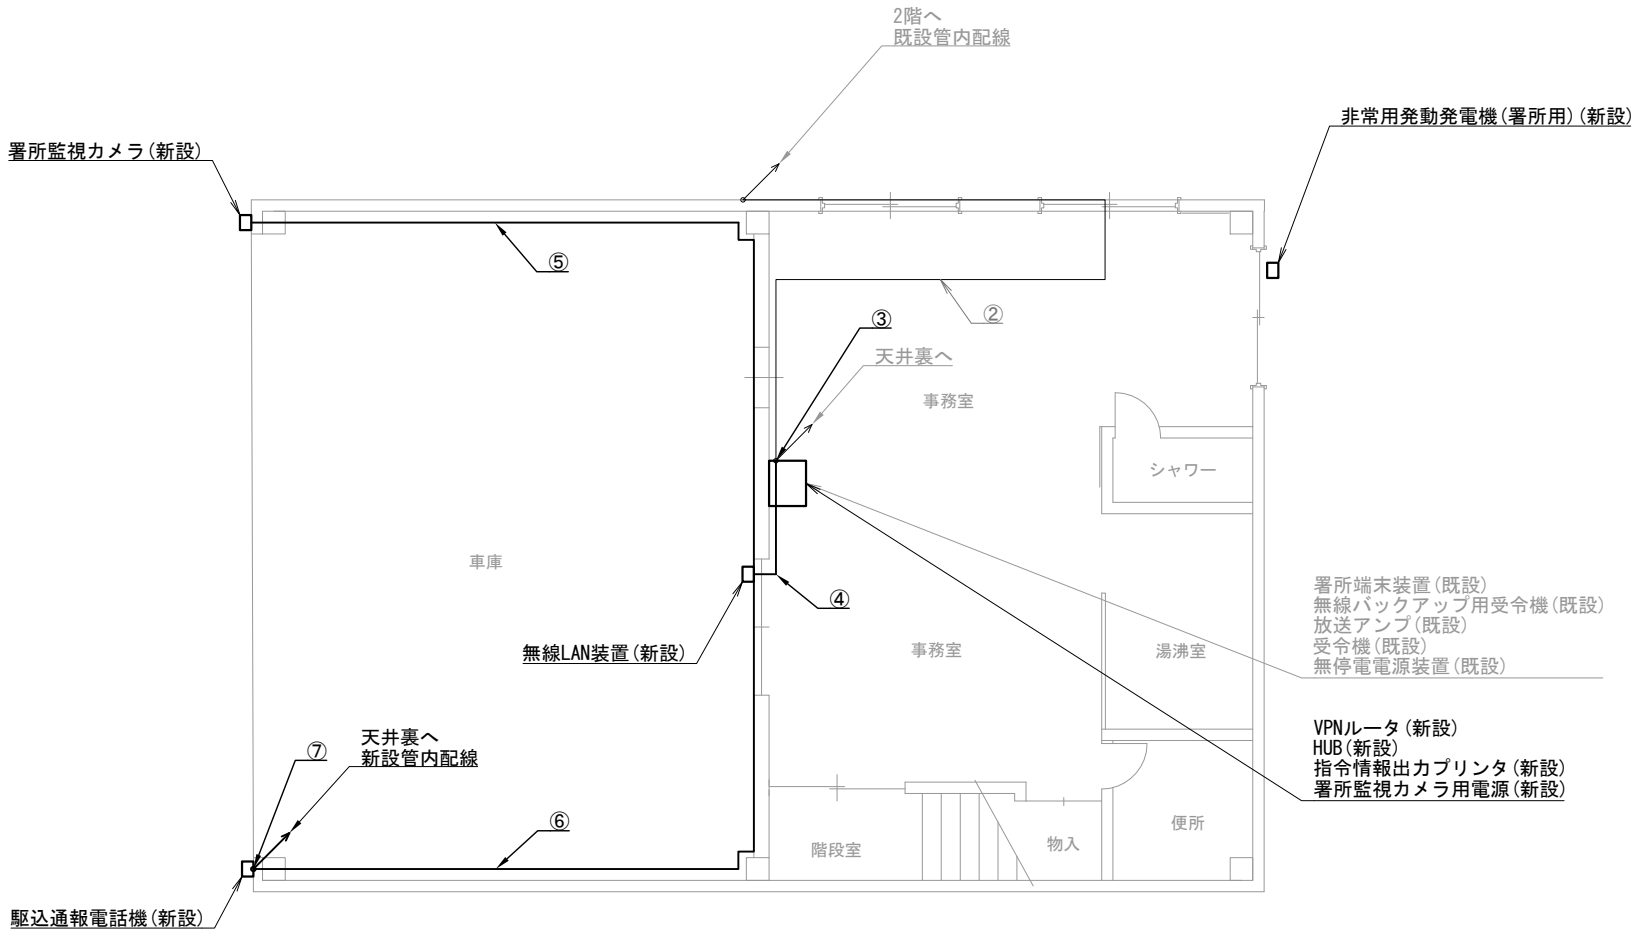 2階へ
既設管内配線
非常用発動発電機(署所用)(新設)
署所監視カメラ(新設)
⑤
②
③
天井裏へ
事務室
シャワー
車庫
④
無線LAN装置(新設)
事務室
湯沸室
署所端末装置(既設)
無線バックアップ用受令機(既設)
放送アンプ(既設)
受令機(既設)
無停電電源装置(既設)
VPNルータ(新設)
HUB(新設)
指令情報出力プリンタ(新設)
署所監視カメラ用電源(新設)
⑦
天井裏へ
新設管内配線
⑥
階段室
物入
便所
駆込通報電話機(新設)